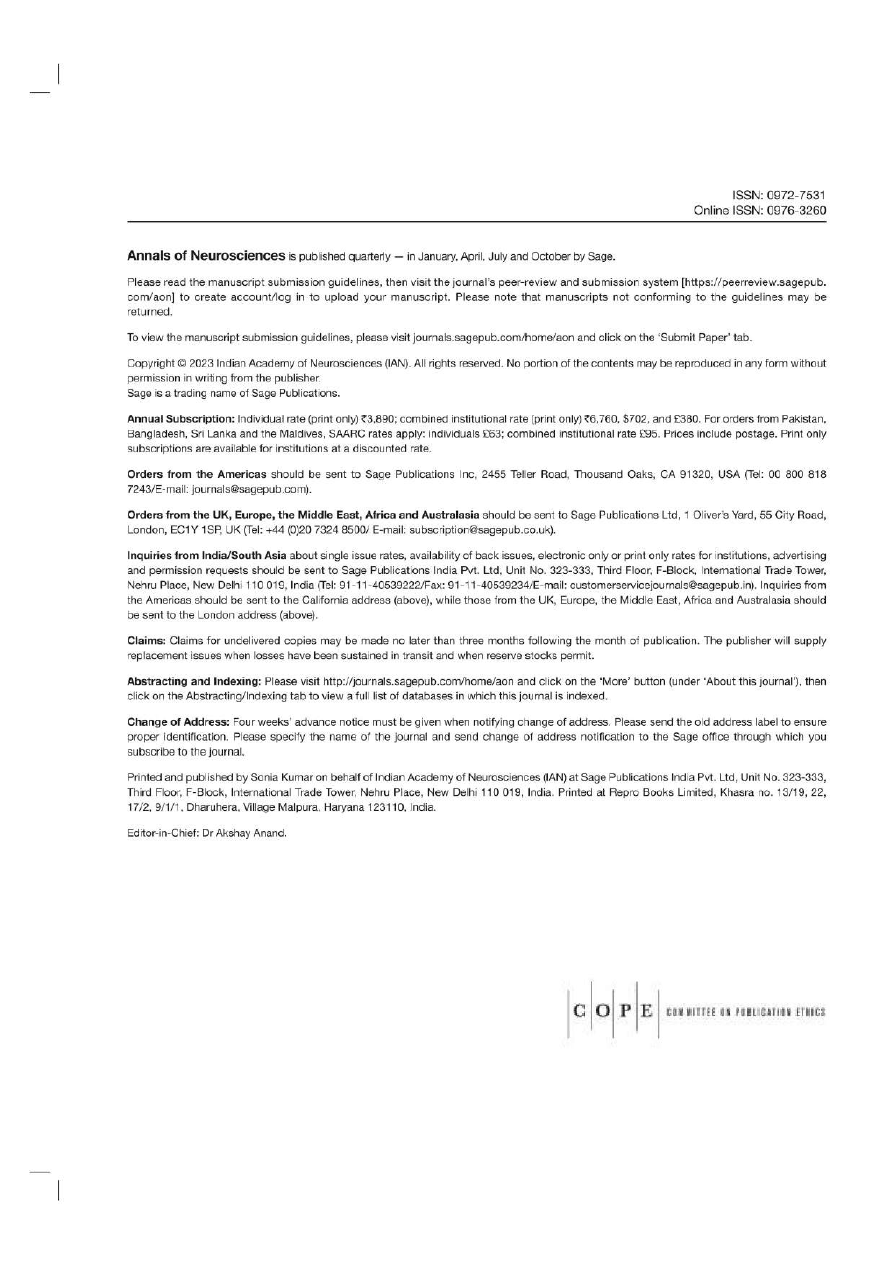 ISSN: 0972-7531
Online ISSN: 0976-3260
Annals of Neurosciences is published quarterly — in January, April, July and October by Sage.
Please read the manuscript submission guidelines, then visit the journal's peer-review and submission system [https://peerreview.sagepub.
com/aon] to create account/log in to upload your manuscript. Please note that manuscripts not conforming to the guidelines may be
returned.
To view the manuscript submission guidelines, please visit journals.sagepub.com/home/aon and click on the 'Submit Paper' tab.
Copyright © 2023 Indian Academy of Neurosciences (IAN). All rights reserved. No portion of the contents may be reproduced in any form without
permission in writing from the publisher.
Sage is a trading name of Sage Publications.
Annual Subscription: Individual rate (print only) ₹3,890; combined institutional rate (print only) ₹6,760, $702, and £380. For orders from Pakistan,
Bangladesh, Sri Lanka and the Maldives, SAARC rates apply: individuals £63; combined institutional rate £95. Prices include postage. Print only
subscriptions are available for institutions at a discounted rate.
Orders from the Americas should be sent to Sage Publications Inc, 2455 Teller Road, Thousand Oaks, CA 91320, USA (Tel: 00 800 818
7243/E-mail: journals@sagepub.com).
Orders from the UK, Europe, the Middle East, Africa and Australasia should be sent to Sage Publications Ltd, 1 Oliver's Yard, 55 City Road,
London, EC1Y 1SP, UK (Tel: +44 (0)20 7324 8500/ E-mail: subscription@sagepub.co.uk).
Inquiries from India/South Asia about single issue rates, availability of back issues, electronic only or print only rates for institutions, advertising
and permission requests should be sent to Sage Publications India Pvt. Ltd, Unit No. 323-333, Third Floor, F-Block, International Trade Tower,
Nehru Place, New Delhi 110 019, India (Tel: 91-11-40539222/Fax: 91-11-40539234/E-mail: customerservicejournals@sagepub.in). Inquiries from
the Americas should be sent to the California address (above), while those from the UK, Europe, the Middle East, Africa and Australasia should
be sent to the London address (above).
Claims: Claims for undelivered copies may be made no later than three months following the month of publication. The publisher will supply
replacement issues when losses have been sustained in transit and when reserve stocks permit.
Abstracting and Indexing: Please visit http://journals.sagepub.com/home/aon and click on the 'More' button (under 'About this journal'), then
click on the Abstracting/Indexing tab to view a full list of databases in which this journal is indexed.
Change of Address: Four weeks' advance notice must be given when notifying change of address. Please send the old address label to ensure
proper identification. Please specify the name of the journal and send change of address notification to the Sage office through which you
subscribe to the journal.
Printed and published by Sonia Kumar on behalf of Indian Academy of Neurosciences (IAN) at Sage Publications India Pvt. Ltd, Unit No. 323-333,
Third Floor, F-Block, International Trade Tower, Nehru Place, New Delhi 110 019, India. Printed at Repro Books Limited, Khasra no. 13/19, 22,
17/2, 9/1/1, Dharuhera, Village Malpura, Haryana 123110, India.
Editor-in-Chief: Dr Akshay Anand.
C O P E COMMITTEE ON PUBLICATION ETHICS